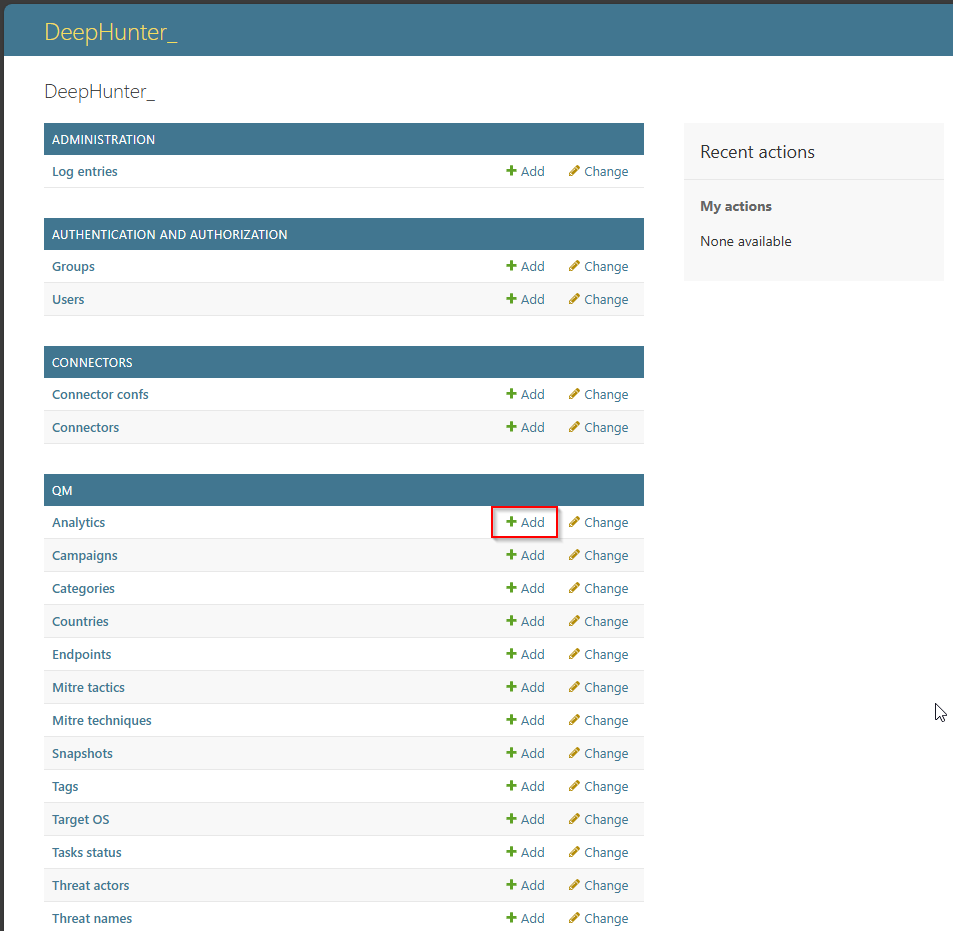 DeepHunter_
DeepHunter_
ADMINISTRATION
Log entries Add Change
AUTHENTICATION AND AUTHORIZATION
Groups Add Change
Users Add Change
CONNECTORS
Connector confs Add Change
Connectors Add Change
QM
Analytics Add Change
Campaigns Add Change
Categories Add Change
Countries Add Change
Endpoints Add Change
Mitre tactics Add Change
Mitre techniques Add Change
Snapshots Add Change
Tags Add Change
Target OS Add Change
Tasks status Add Change
Threat actors Add Change
Threat names Add Change
Recent actions
My actions
None available